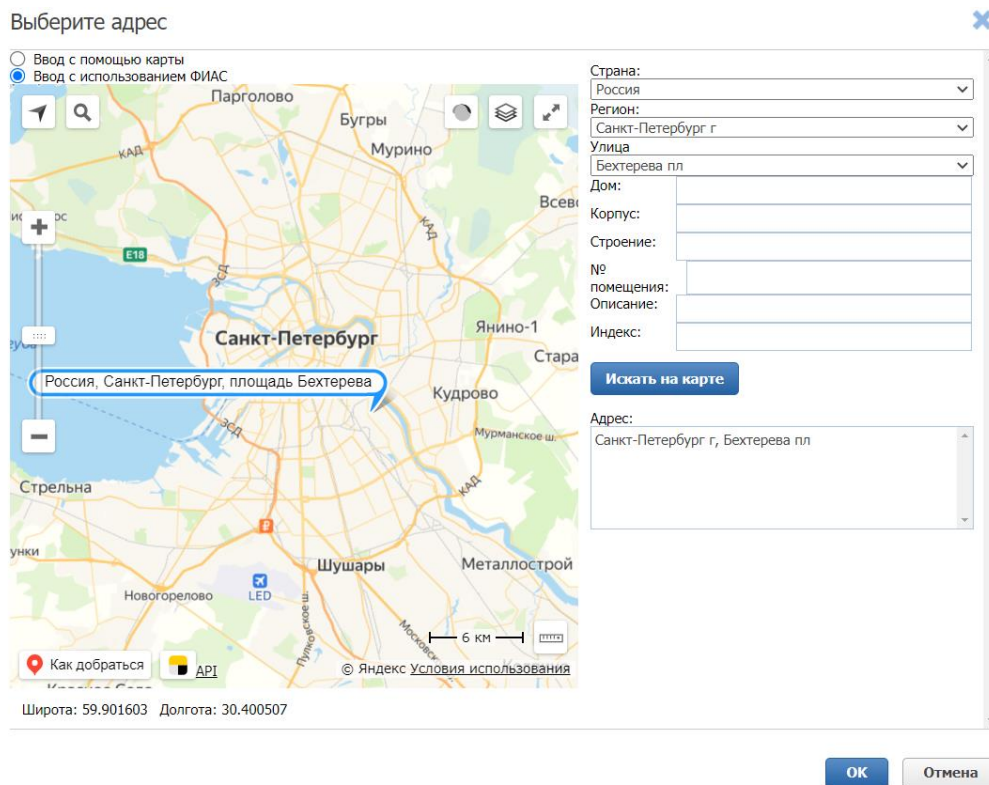 Выберите адрес
Ввод с помощью карты
Ввод с использованием ФИАС
Парголово
Бугры
Мурино
КАД
КАД
E18
ЗСД
Санкт-Петербург
Янино-1
Стара
Россия, Санкт-Петербург, площадь Бехтерева
Кудрово
ЗСД
Мурманское ш.
Стрельна
КАД
унки
Шушары
Металлострой
Новогорелово
LED
Пулковское ш.
6 км
Как добраться
API
© Яндекс Условия использования
Широта: 59.901603 Долгота: 30.400507
Страна:
Россия
Регион:
Санкт-Петербург г
Улица
Бехтерева пл
Дом:
Корпус:
Строение:
№
помещения:
Описание:
Индекс:
Искать на карте
Адрес:
Санкт-Петербург г, Бехтерева пл
OK
Отмена